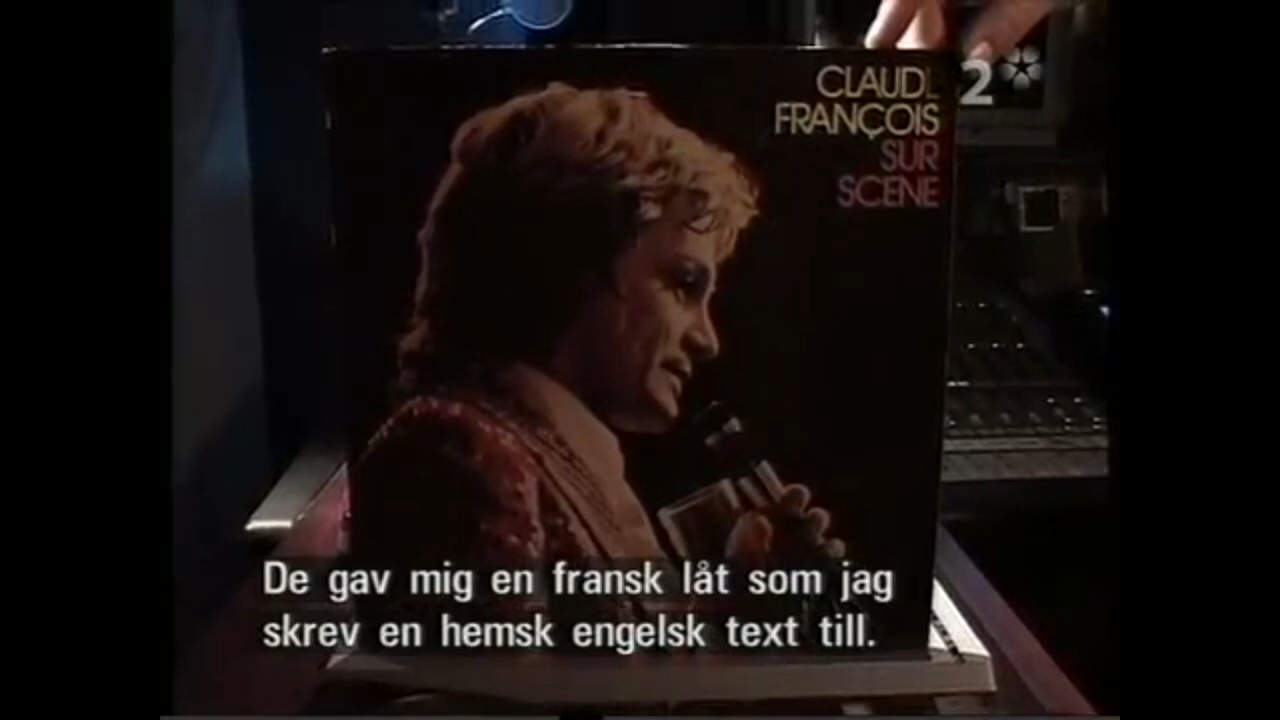 CLAUDE
FRANÇOIS
SUR
SCENE
2
De gav mig en fransk låt som jag
skrev en hemsk engelsk text till.